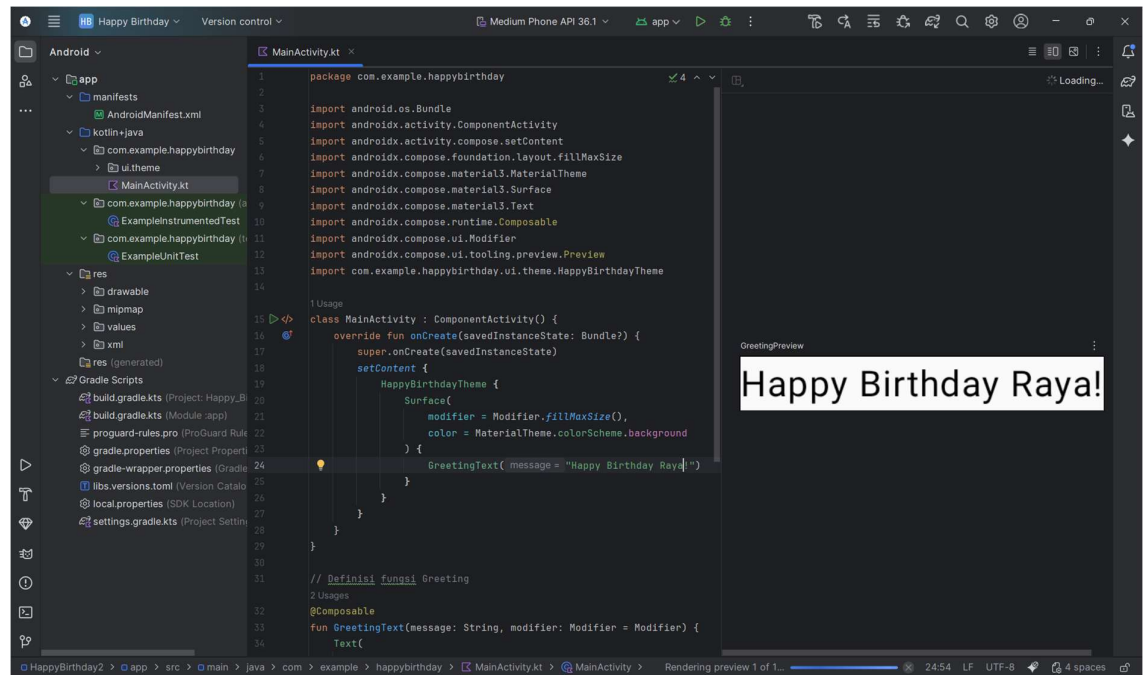 HB Happy Birthday Version control Medium Phone API 36.1 app
Android
app
manifests
AndroidManifest.xml
kotlin+java
com.example.happybirthday
ui.theme
MainActivity.kt
com.example.happybirthday (a
ExampleInstrumentedTest
com.example.happybirthday (t
ExampleUnitTest
res
drawable
mipmap
values
xml
res (generated)
Gradle Scripts
build.gradle.kts (Project: Happy_B
build.gradle.kts (Module :app)
proguard-rules.pro (ProGuard Rule
gradle.properties (Project Properti
gradle-wrapper.properties (Gradle
libs.versions.toml (Version Catalo
local.properties (SDK Location)
settings.gradle.kts (Project Settin
MainActivity.kt
1 package com.example.happybirthday 4
2
3 import android.os.Bundle
4 import androidx.activity.ComponentActivity
5 import androidx.activity.compose.setContent
6 import androidx.compose.foundation.layout.fillMaxSize
7 import androidx.compose.material3.MaterialTheme
8 import androidx.compose.material3.Surface
9 import androidx.compose.material3.Text
10 import androidx.compose.runtime.Composable
11 import androidx.compose.ui.Modifier
12 import androidx.compose.ui.tooling.preview.Preview
13 import com.example.happybirthday.ui.theme.HappyBirthdayTheme
14
1 Usage
15 class MainActivity : ComponentActivity() {
16 override fun onCreate(savedInstanceState: Bundle?) {
17 super.onCreate(savedInstanceState)
18 setContent {
19 HappyBirthdayTheme {
20 Surface(
21 modifier = Modifier.fillMaxSize(),
22 color = MaterialTheme.colorScheme.background
23 ) {
24 GreetingText( message = "Happy Birthday Raya!")
25 }
26 }
27 }
28 }
29 }
30
31 // Definisi fungsi Greeting
2 Usages
32 @Composable
33 fun GreetingText(message: String, modifier: Modifier = Modifier) {
34 Text(
Loading...
GreetingPreview
Happy Birthday Raya!
HappyBirthday2 > app > src > main > java > com > example > happybirthday > MainActivity.kt > MainActivity > Rendering preview 1 of 1... 24:54 LF UTF-8 4 spaces